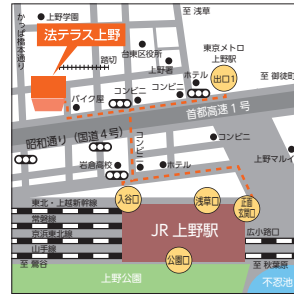 上野学園
かっぱ橋本通り
法テラス上野
至 浅草
台東区役所
踏切
上野署
東京メトロ
上野駅
出口1
ホテル
至 御徒町
コンビニ
コンビニ
バイク屋
首都高速1号
昭和通り（国道4号）
コンビニ
コンビニ
岩倉高校
ホテル
上野マルイ
入谷口
浅草口
正面
玄関口
東北・上越新幹線
常磐線
京浜東北線
山手線
JR 上野駅
広小路口
公園口
至 鶯谷
至 秋葉原
上野公園
不忍池